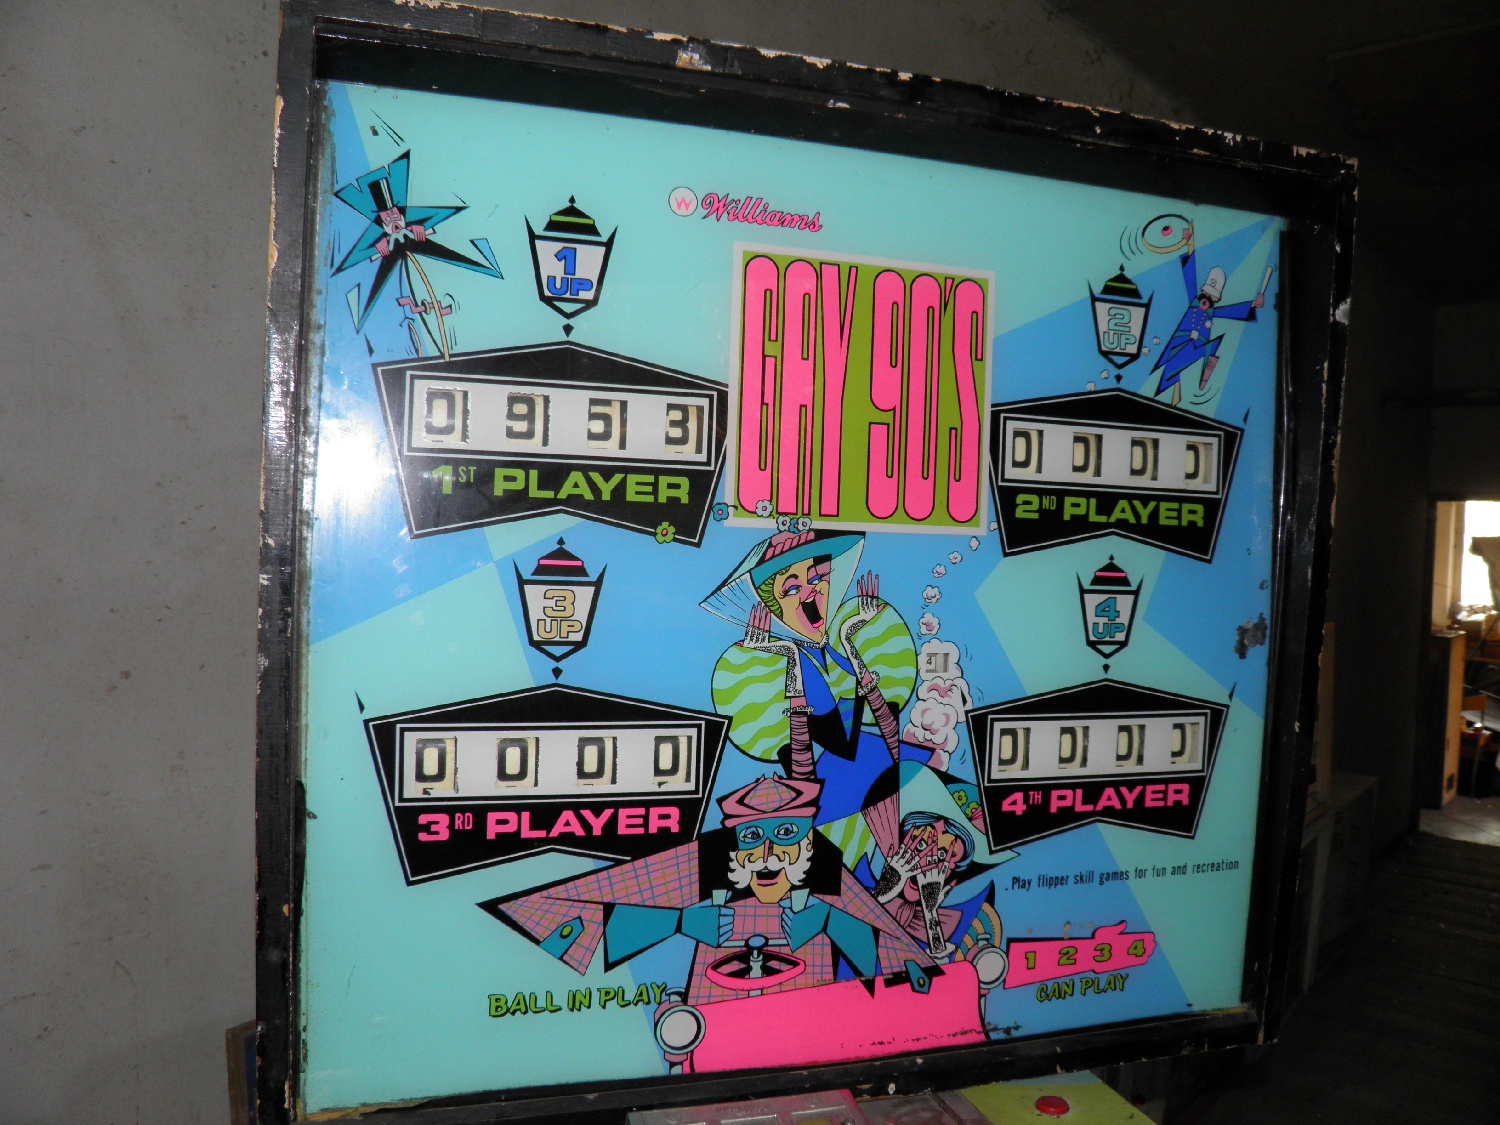 W Williams
GAY 90'S
1 UP
2 UP
0 9 5 3
1ST PLAYER
0 0 0 0
2ND PLAYER
3 UP
4 UP
4
0 0 0 0
3RD PLAYER
0 0 0 0
4TH PLAYER
Play flipper skill games for fun and recreation
1 2 3 4
CAN PLAY
BALL IN PLAY